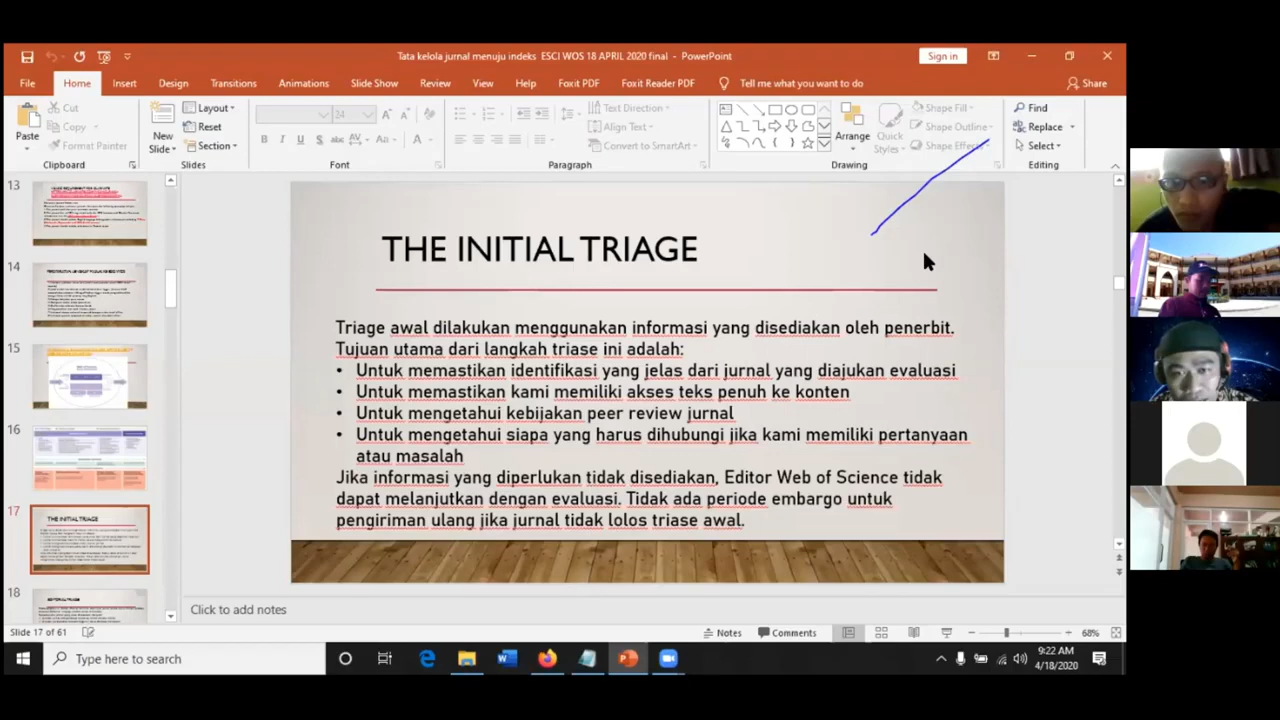 Tata kelola jurnal menuju indeks ESCI WOS 18 APRIL 2020 final - PowerPoint
Sign in
File Home Insert Design Transitions Animations Slide Show Review View Help Foxit PDF Foxit Reader PDF Tell me what you want to do Share
Paste Cut Copy Format Painter
New Slide Layout Reset Section
34
Text Direction Align Text Convert to SmartArt
Arrange Quick Styles Shape Fill Shape Outline Shape Effects
Find Replace Select
Clipboard Slides Font Paragraph Drawing Editing
13
14
15
16
17
THE INITIAL TRIAGE
18
THE INITIAL TRIAGE
Triage awal dilakukan menggunakan informasi yang disediakan oleh penerbit.
Tujuan utama dari langkah triase ini adalah:
• Untuk memastikan identifikasi yang jelas dari jurnal yang diajukan evaluasi
• Untuk memastikan kami memiliki akses teks penuh ke konten
• Untuk mengetahui kebijakan peer review jurnal
• Untuk mengetahui siapa yang harus dihubungi jika kami memiliki pertanyaan
atau masalah
Jika informasi yang diperlukan tidak disediakan, Editor Web of Science tidak
dapat melanjutkan dengan evaluasi. Tidak ada periode embargo untuk
pengiriman ulang jika jurnal tidak lolos triase awal.
Click to add notes
Slide 17 of 61 Notes Comments 68%
Type here to search
9:22 AM
4/18/2020